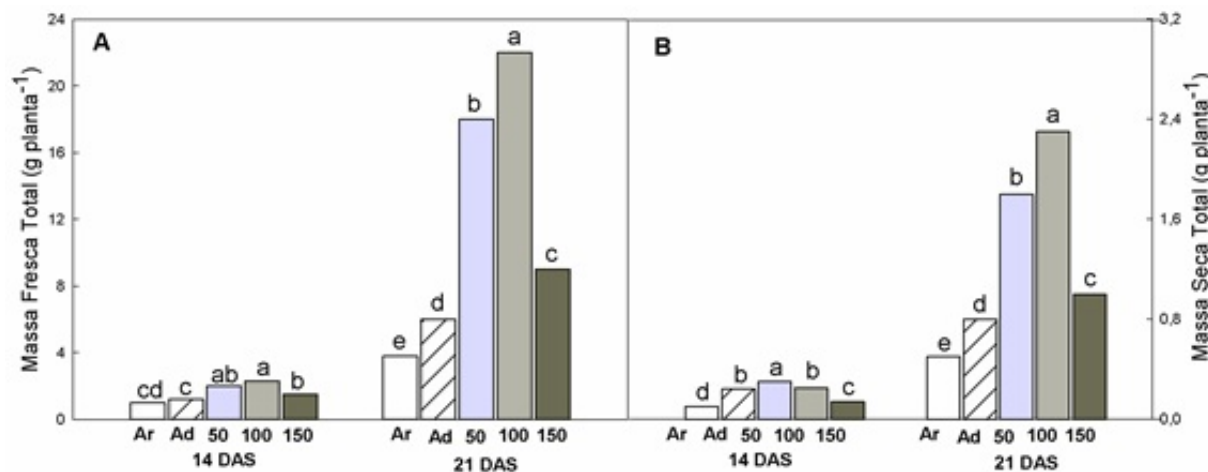 A
B
Massa Fresca Total (g planta-1)
24
20
16
12
8
4
0
cd
c
ab
a
b
e
d
b
a
c
Ar Ad 50 100 150
14 DAS
Ar Ad 50 100 150
21 DAS
d
b
a
b
c
e
d
b
a
c
Ar Ad 50 100 150
14 DAS
Ar Ad 50 100 150
21 DAS
3,2
2,4
1,6
0,8
0,0
Massa Seca Total (g planta-1)